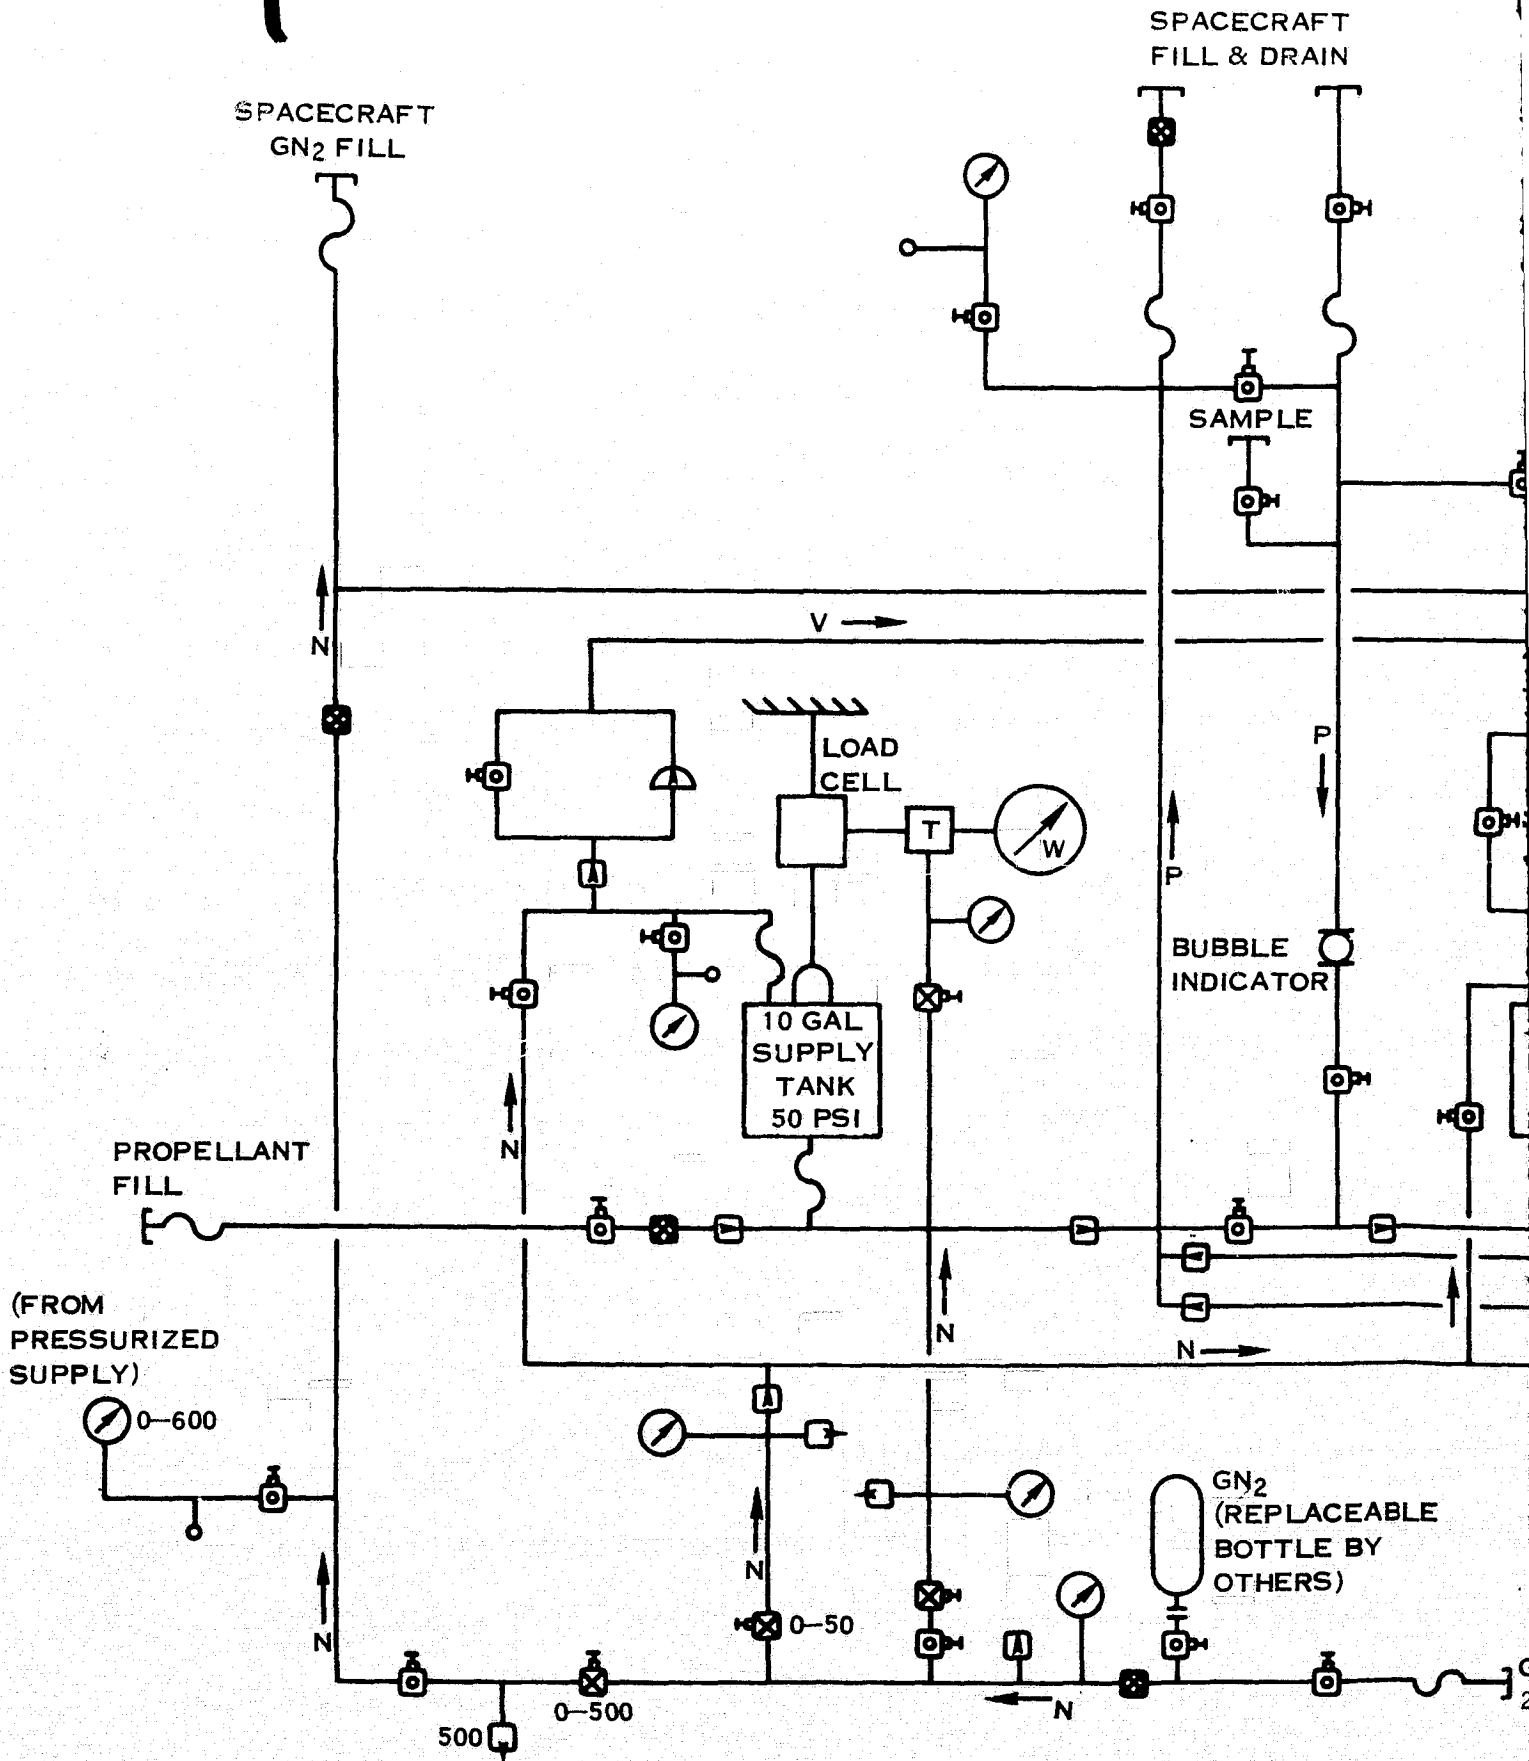 SPACECRAFT
FILL & DRAIN
SPACECRAFT
GN2 FILL
SAMPLE
V
N
P
LOAD
CELL
T
W
P
BUBBLE
INDICATOR
10 GAL
SUPPLY
TANK
50 PSI
N
PROPELLANT
FILL
(FROM
PRESSURIZED
SUPPLY)
N
N
0-600
GN2
(REPLACEABLE
BOTTLE BY
OTHERS)
N
0-50
N
N
0-500
500